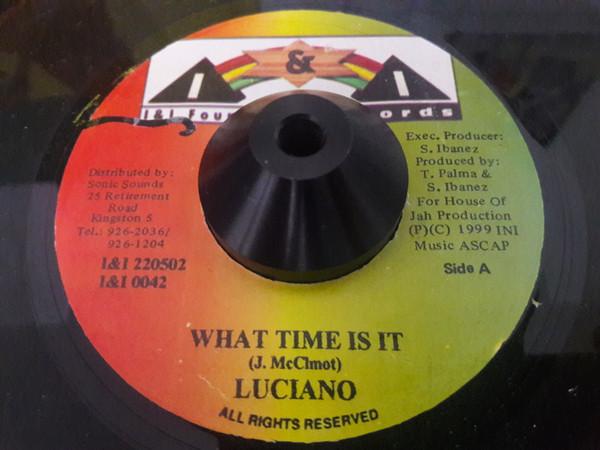 I & I
I&I Four ords
Exec. Producer:
S. Ibanez
Produced by:
T. Palma &
S. Ibanez
For House Of
Jah Production
(P)(C) 1999 INI
Music ASCAP
Side A
Distributed by:
Sonic Sounds
25 Retirement
Road
Kingston 5
Tel.: 926-2036/
926-1204
I&I 220502
I&I 0042
WHAT TIME IS IT
(J. McClmot)
LUCIANO
ALL RIGHTS RESERVED